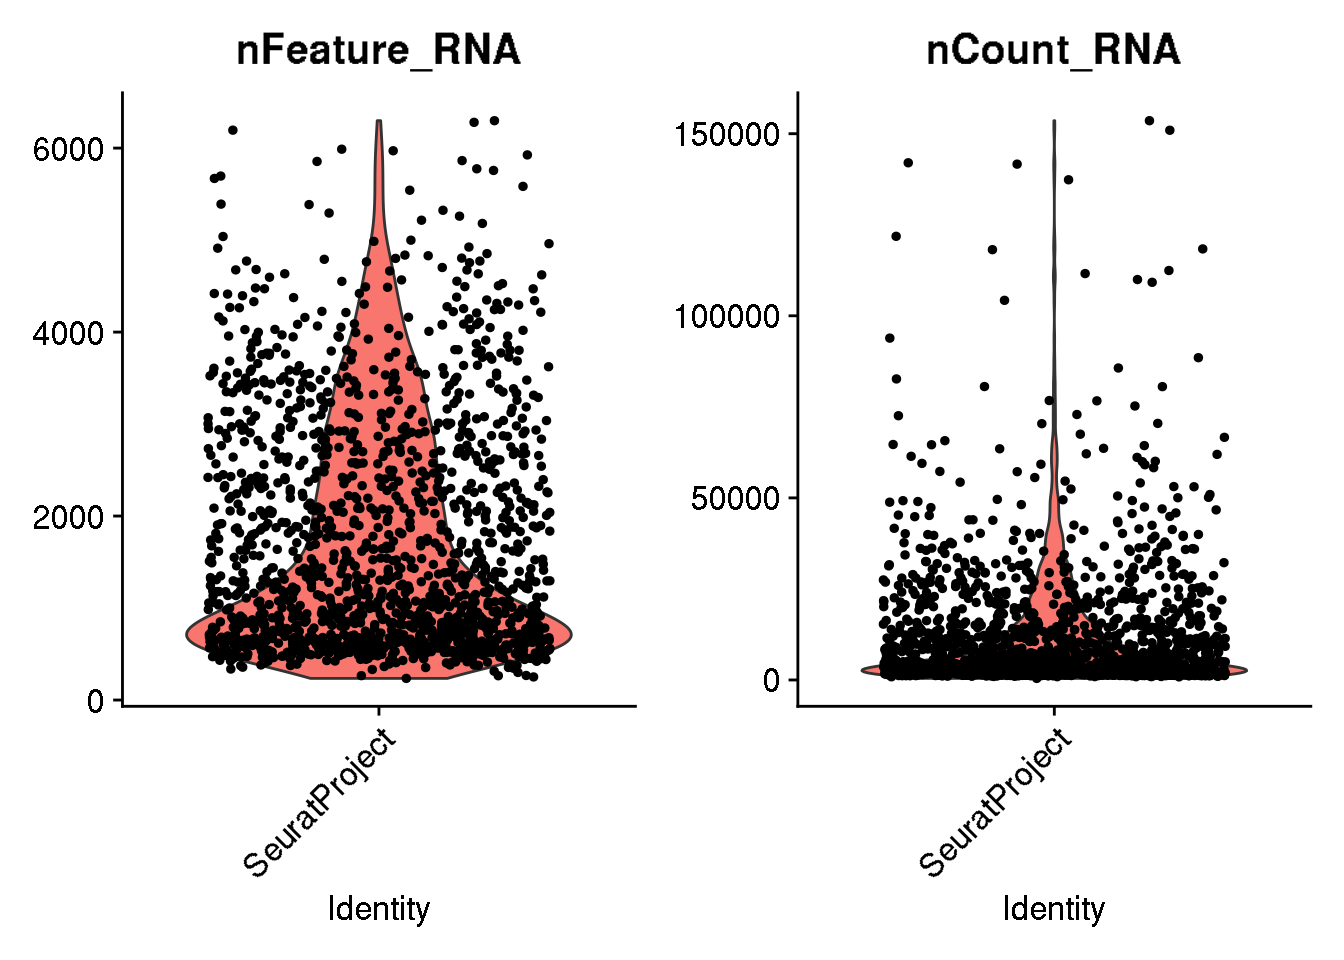 nFeature_RNA
6000
4000
2000
0
SeuratProject
Identity
nCount_RNA
150000
100000
50000
0
SeuratProject
Identity